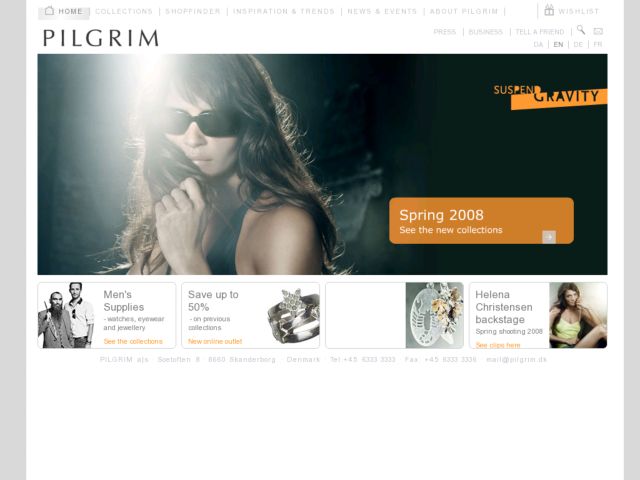 HOME COLLECTIONS SHOPFINDER INSPIRATION & TRENDS NEWS & EVENTS ABOUT PILGRIM WISHLIST
PILGRIM
PRESS BUSINESS TELL A FRIEND
DA EN DE FR
SUSPEND
GRAVITY
Spring 2008
See the new collections
Men's
Supplies
- watches, eyewear
and jewellery
See the collections
Save up to
50%
- on previous
collections
New online outlet
Helena
Christensen
backstage
Spring shooting 2008
See clips here
PILGRIM a/s Soetoften 8 8660 Skanderborg Denmark Tel:+45 8333 3333 Fax: +45 8333 3336 mail@pilgrim.dk